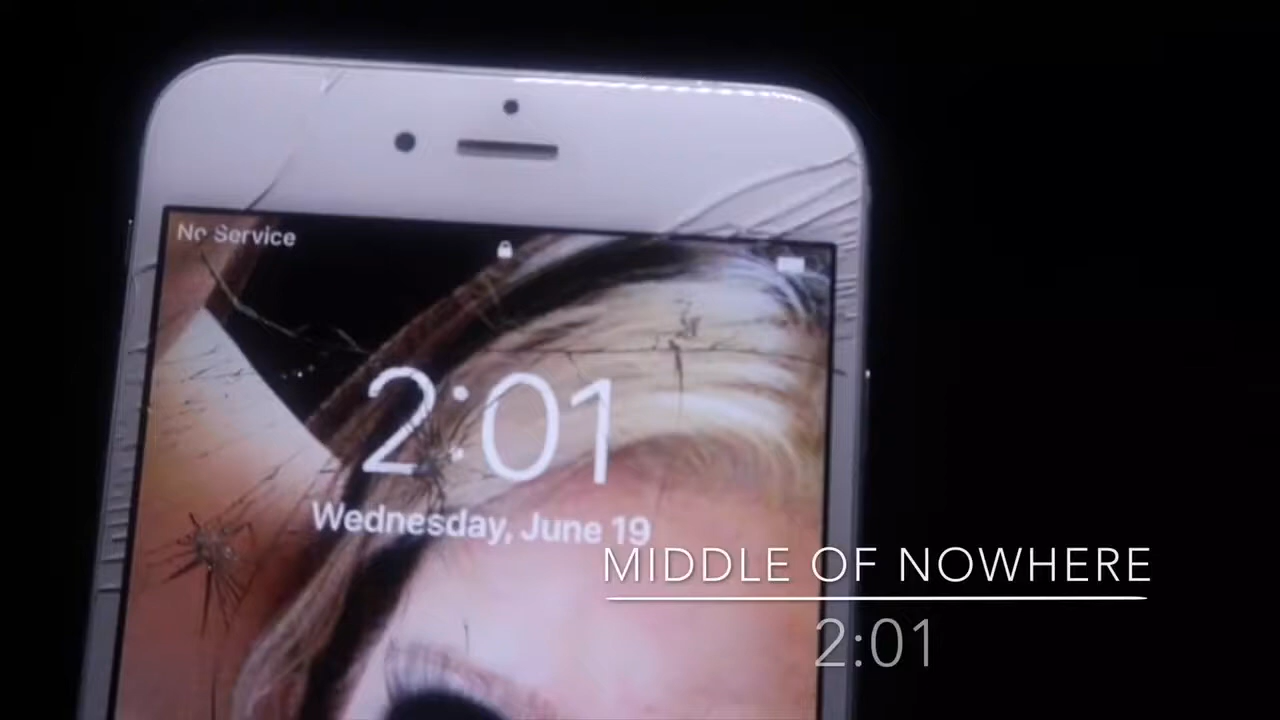 No Service
2:01
Wednesday, June 19
MIDDLE OF NOWHERE
2:01